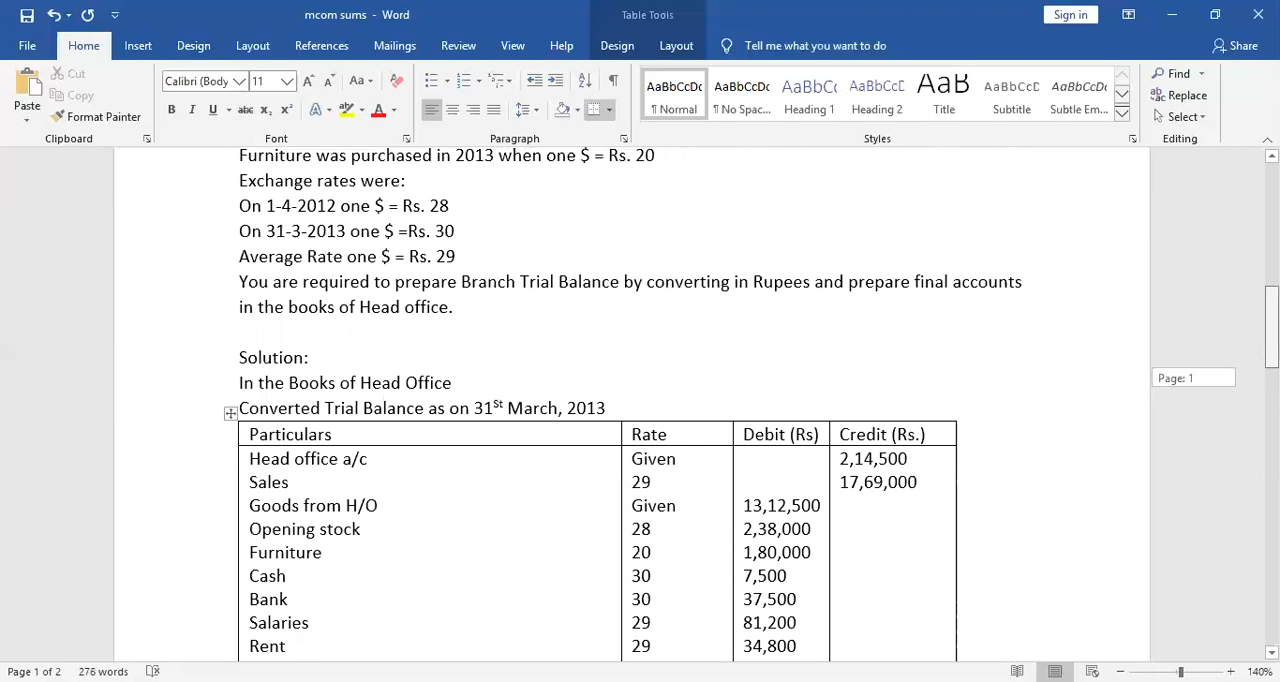 mcom sums - Word
Table Tools
Sign in
File
Home
Insert
Design
Layout
References
Mailings
Review
View
Help
Design
Layout
Tell me what you want to do
Share
Paste
Cut
Copy
Format Painter
Clipboard
Calibri (Body
11
Font
Paragraph
AaBbCcDc
¶ Normal
AaBbCcDc
¶ No Spac...
AaBbCc
Heading 1
AaBbCcD
Heading 2
AaB
Title
AaBbCcD
Subtitle
AaBbCcDc
Subtle Em...
Styles
Find
Replace
Select
Editing
Furniture was purchased in 2013 when one $ = Rs. 20
Exchange rates were:
On 1-4-2012 one $ = Rs. 28
On 31-3-2013 one $ =Rs. 30
Average Rate one $ = Rs. 29
You are required to prepare Branch Trial Balance by converting in Rupees and prepare final accounts
in the books of Head office.
Solution:
In the Books of Head Office
Converted Trial Balance as on 31St March, 2013
Particulars Rate Debit (Rs) Credit (Rs.)
Head office a/c Given 2,14,500
Sales 29 17,69,000
Goods from H/O Given 13,12,500
Opening stock 28 2,38,000
Furniture 20 1,80,000
Cash 30 7,500
Bank 30 37,500
Salaries 29 81,200
Rent 29 34,800
Page: 1
Page 1 of 2
276 words
140%